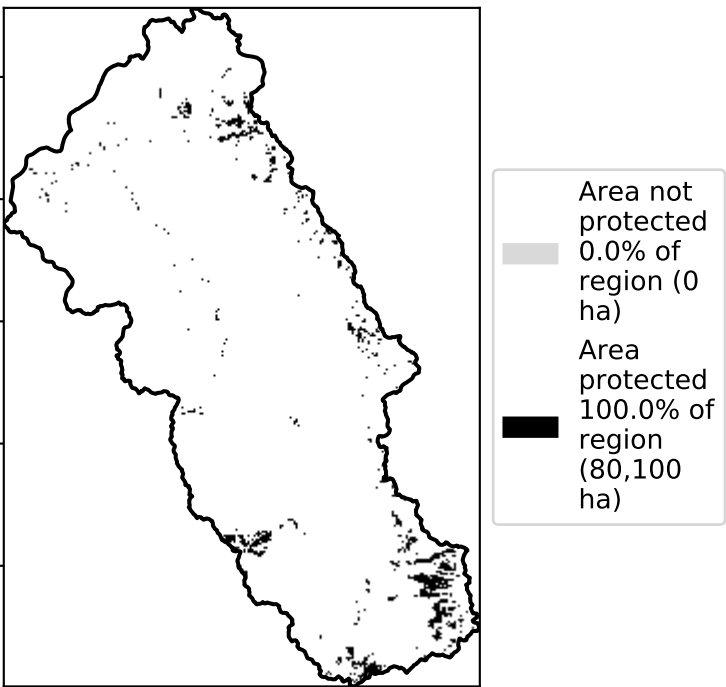 Area not
protected
0.0% of
region (0
ha)
Area
protected
100.0% of
region
(80,100
ha)